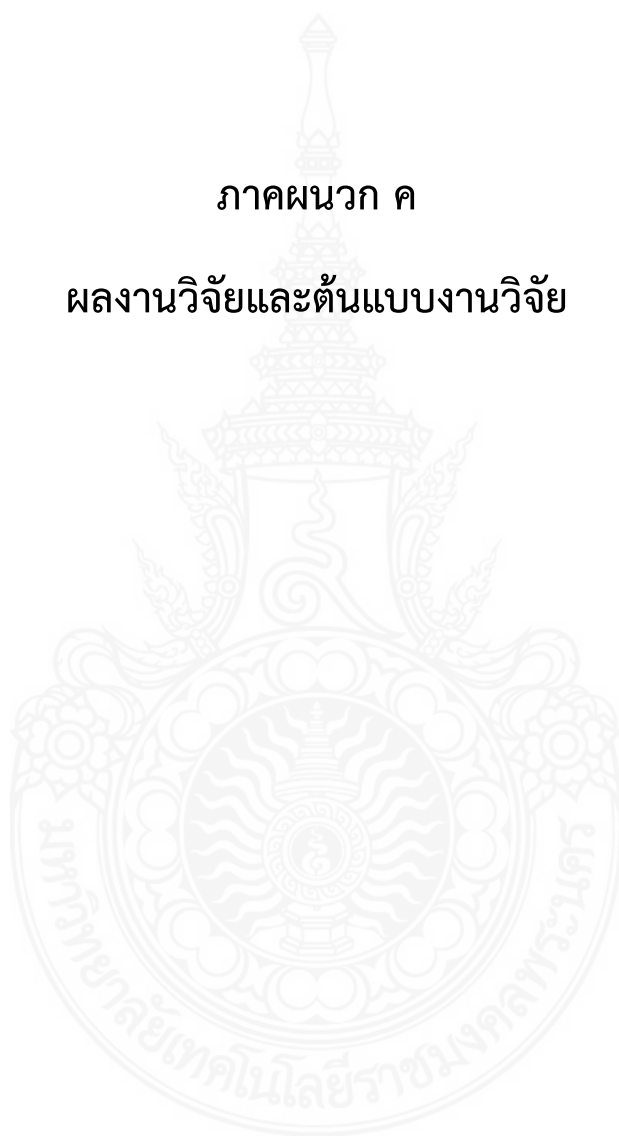 ภาคผนวก ค
ผลงานวิจัยและต้นแบบงานวิจัย
มหาวิทยาลัยเทคโนโลยีราชมงคลพระนคร